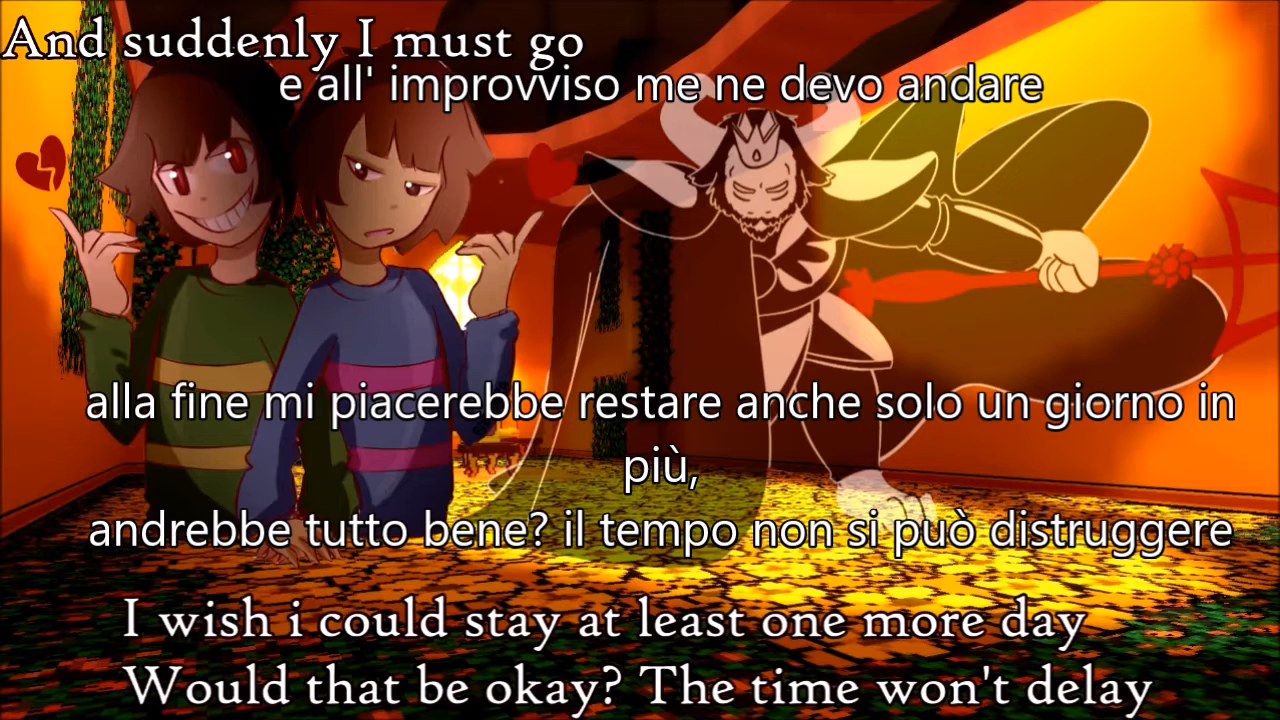 And suddenly I must go
e all' improvviso me ne devo andare
alla fine mi piacerebbe restare anche solo un giorno in
più,
andrebbe tutto bene? il tempo non si può distruggere
I wish i could stay at least one more day
Would that be okay? The time won't delay